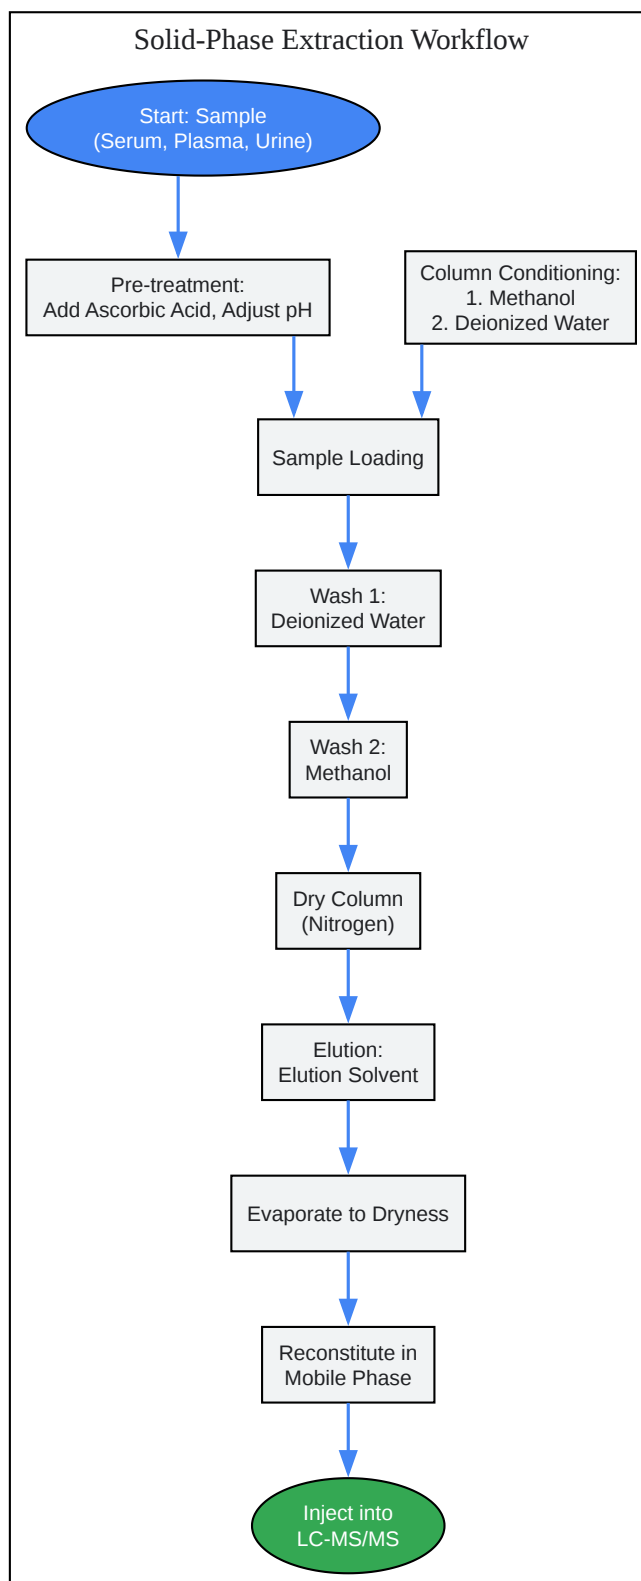 Solid-Phase Extraction Workflow
Start: Sample
(Serum, Plasma, Urine)
Pre-treatment:
Add Ascorbic Acid, Adjust pH
Column Conditioning:
1. Methanol
2. Deionized Water
Sample Loading
Wash 1:
Deionized Water
Wash 2:
Methanol
Dry Column
(Nitrogen)
Elution:
Elution Solvent
Evaporate to Dryness
Reconstitute in
Mobile Phase
Inject into
LC-MS/MS